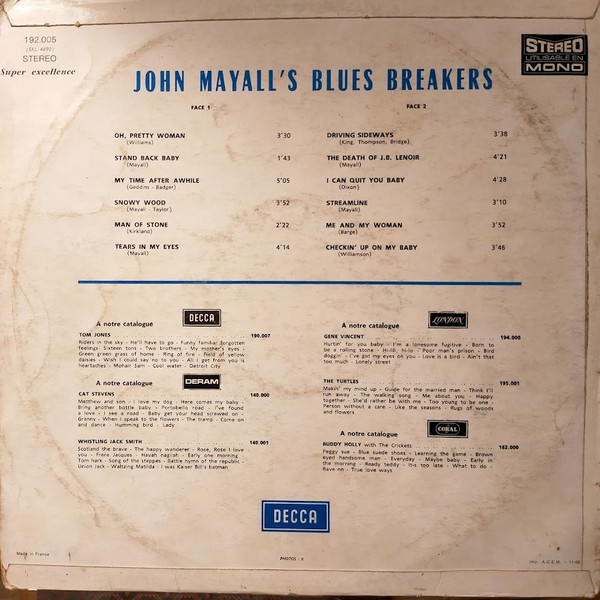 192.005
(SKL 4890)
STEREO
Super excellence
STEREO
UTILISABLE EN
MONO
JOHN MAYALL'S BLUES BREAKERS
FACE 1
OH, PRETTY WOMAN 3'30
(Williams)
STAND BACK BABY 1'43
(Mayall)
MY TIME AFTER AWHILE 5'05
(Geddins - Badger)
SNOWY WOOD 3'52
(Mayall - Taylor)
MAN OF STONE 2'22
(Kirkland)
TEARS IN MY EYES 4'14
(Mayall)
FACE 2
DRIVING SIDEWAYS 3'38
(King, Thompson, Bridge)
THE DEATH OF J.B. LENOIR 4'21
(Mayall)
I CAN QUIT YOU BABY 4'28
(Dixon)
STREAMLINE 3'10
(Mayall)
ME AND MY WOMAN 3'52
(Barge)
CHECKIN' UP ON MY BABY 3'46
(Williamson)
A notre catalogue DECCA
TOM JONES 190.007
Riders in the sky - He'll have to go - Funny familiar forgotten
feelings - Sixteen tons - Two brothers - My mother's eyes -
Green green grass of home - Ring of fire - Field of yellow
daisies - Wish I could say no to you - All I get from you is
heartaches - Mohair Sam - Cool water - Detroit City
A notre catalogue DERAM
CAT STEVENS 140.000
Matthew and son - I love my dog - Here comes my baby -
Bring another bottle baby - Portobello road - I've found
a love - I see a road - Baby get your head screwed on -
Granny - When I speak to the flowers - The tramp - Come on
and dance - Humming bird - Lady
WHISTLING JACK SMITH 140.001
Scotland the brave - The happy wanderer - Rose, Rose I love
you - Frere Jacques - Havah nagilah - Early one morning -
Tom hark - Song of the steppes - Battle hymn of the republic -
Union Jack - Waltzing Matilda - I was Kaiser Bill's batman
A notre catalogue LONDON
GENE VINCENT 194.000
Hurtin' for you baby - I'm a lonesome fugitive - Born to
be a rolling stone - Hi-lili, hi-lo - Poor man's prison - Bird
doggin' - I've got my eyes on you - Love is a bird - Ain't that
too much - Lonely street
THE TURTLES 195.001
Makin' my mind up - Guide for the married man - Think I'll
run away - The walking song - Me about you - Happy
together - She'd rather be with me - Too young to be one -
Person without a care - Like the seasons - Rugs of woods
and flowers
A notre catalogue CORAL
BUDDY HOLLY with The Crickets 182.000
Peggy sue - Blue suede shoes - Learning the game - Brown
eyed handsome man - Everyday - Maybe baby - Early in
the morning - Ready teddy - It's too late - What to do -
Rave on - True love ways
DECCA
Made in France
PHOTOS : X
Imp. A.C.E.M.